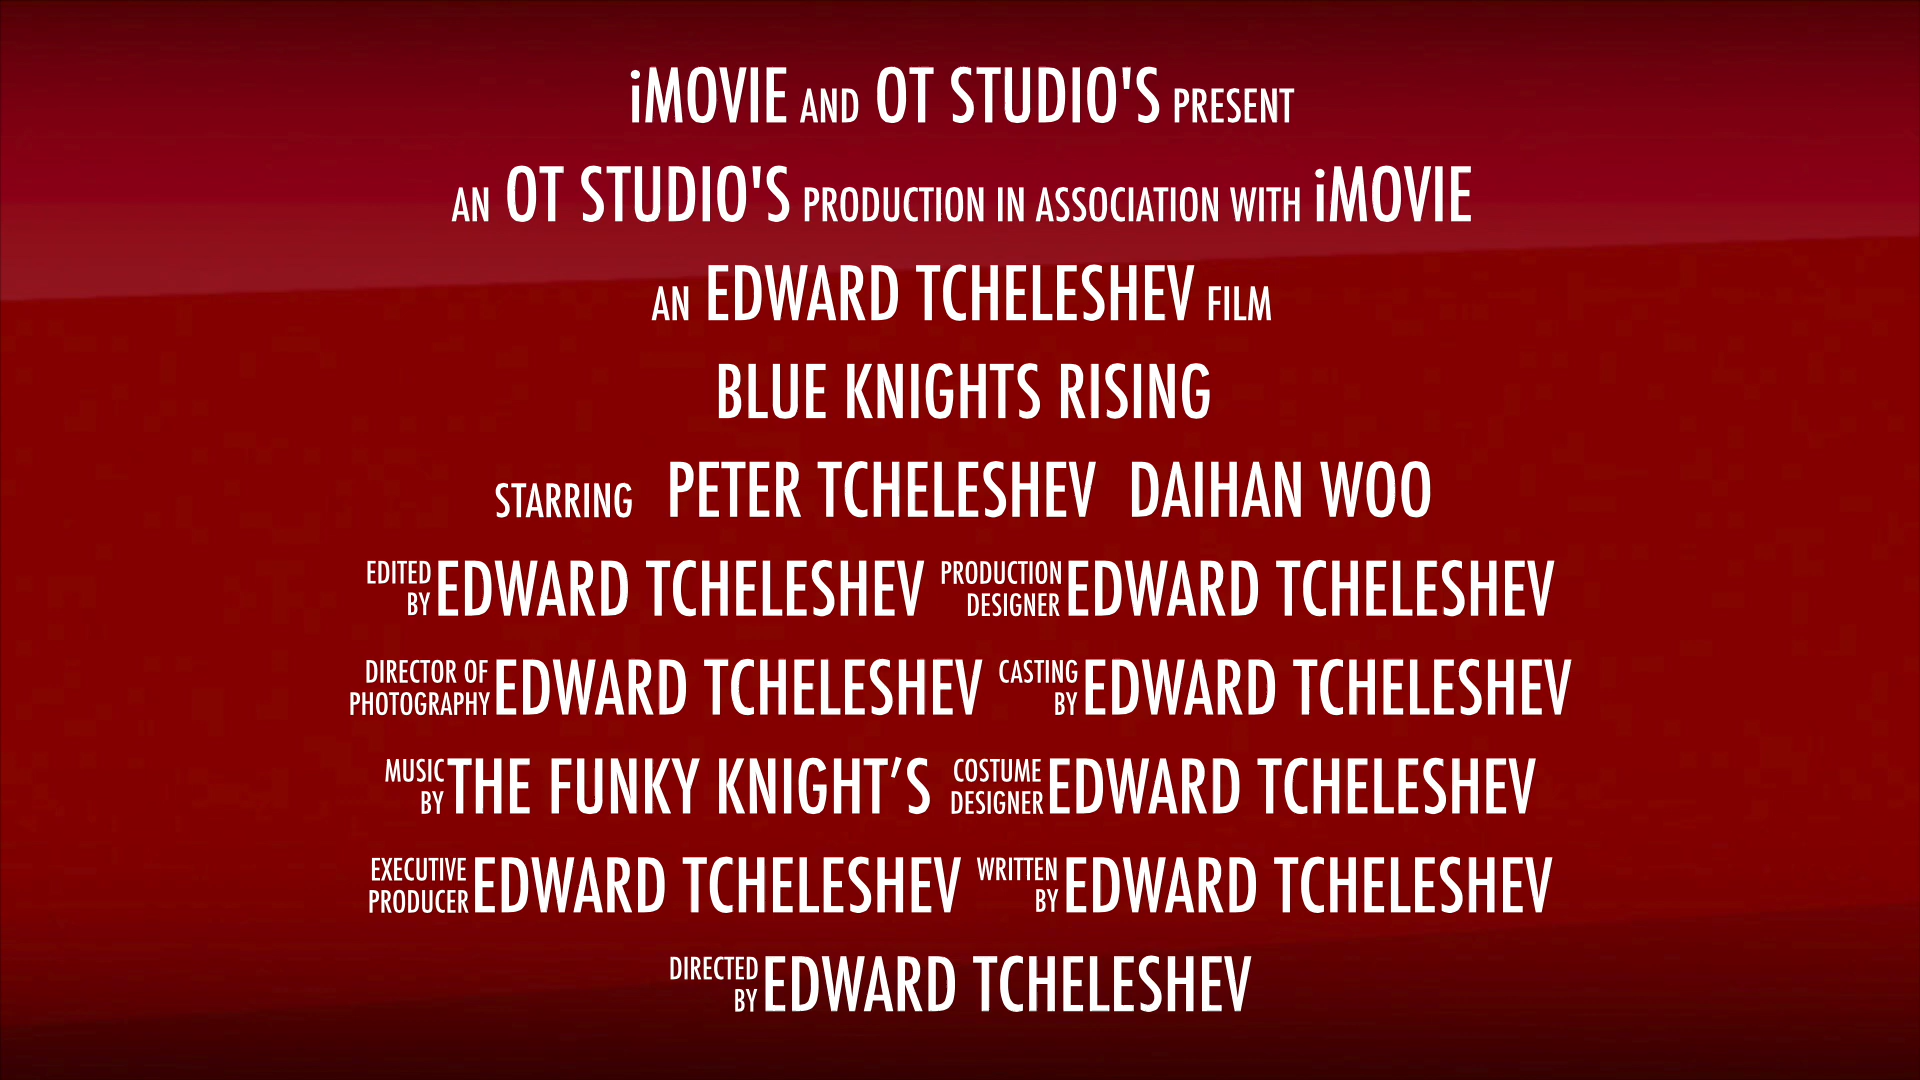 iMOVIE AND OT STUDIO'S PRESENT
AN OT STUDIO'S PRODUCTION IN ASSOCIATION WITH iMOVIE
AN EDWARD TCHELESHEV FILM
BLUE KNIGHTS RISING
STARRING PETER TCHELESHEV DAIHAN WOO
EDITED BY EDWARD TCHELESHEV PRODUCTION DESIGNER EDWARD TCHELESHEV
DIRECTOR OF PHOTOGRAPHY EDWARD TCHELESHEV CASTING BY EDWARD TCHELESHEV
MUSIC BY THE FUNKY KNIGHT’S COSTUME DESIGNER EDWARD TCHELESHEV
EXECUTIVE PRODUCER EDWARD TCHELESHEV WRITTEN BY EDWARD TCHELESHEV
DIRECTED BY EDWARD TCHELESHEV